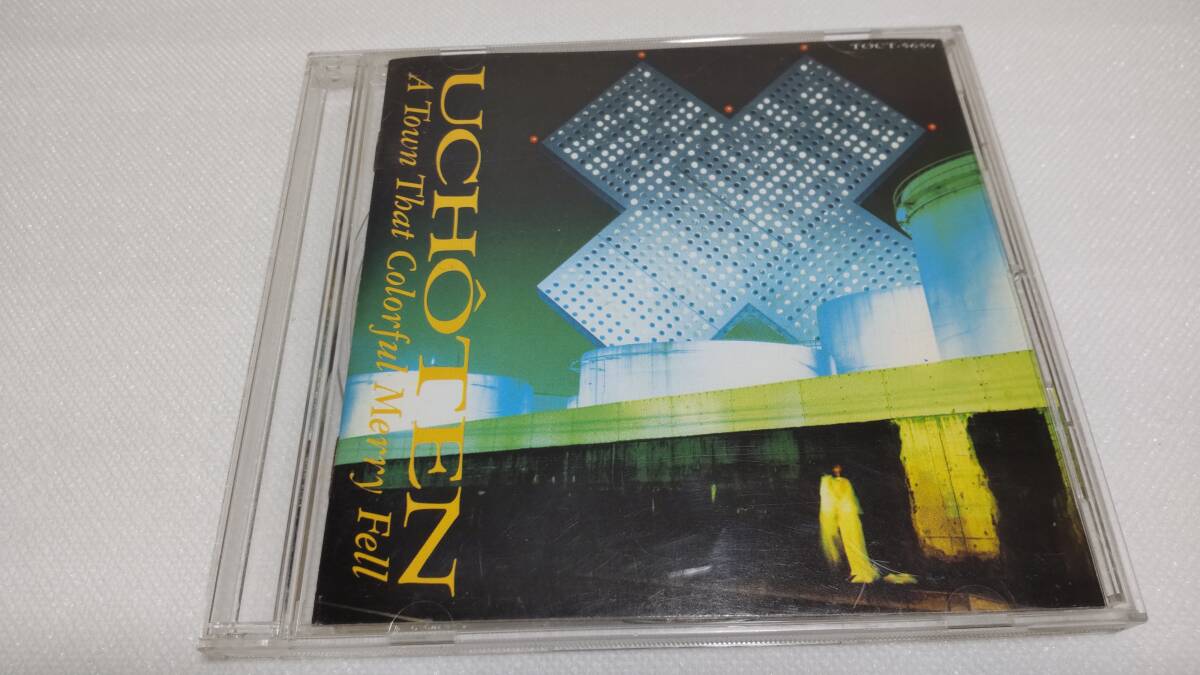 TOCT-5659
UCHÔTEN
A Town That Colorful Merry Fell